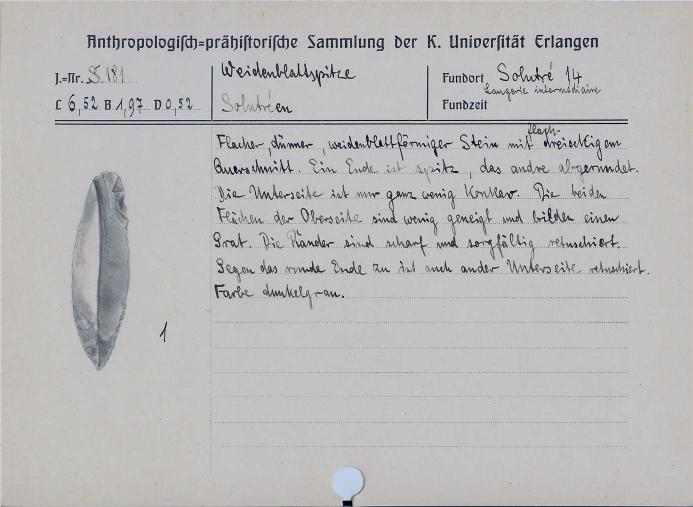 Anthropologisch=prähistorische Sammlung der K. Universität Erlangen
J.=Nr. S.181
L 6,52 B 1,97 D 0,52
Weidenblattspitze
Solutréen
Fundort Solutré 14
Laugerie intermédiaire
Fundzeit
flach-
Flacher, dünner, weidenblattförmiger Stein mit dreieckigem
Querschnitt. Ein Ende ist spitz, das andre abgerundet.
Die Unterseite ist nur ganz wenig konkav. Die beiden
Flächen der Oberseite sind wenig geneigt und bilden einen
Grat. Die Ränder sind scharf und sorgfältig retuschiert.
Gegen das runde Ende zu ist auch an der Unterseite retuschiert.
Farbe dunkelgrau.
1